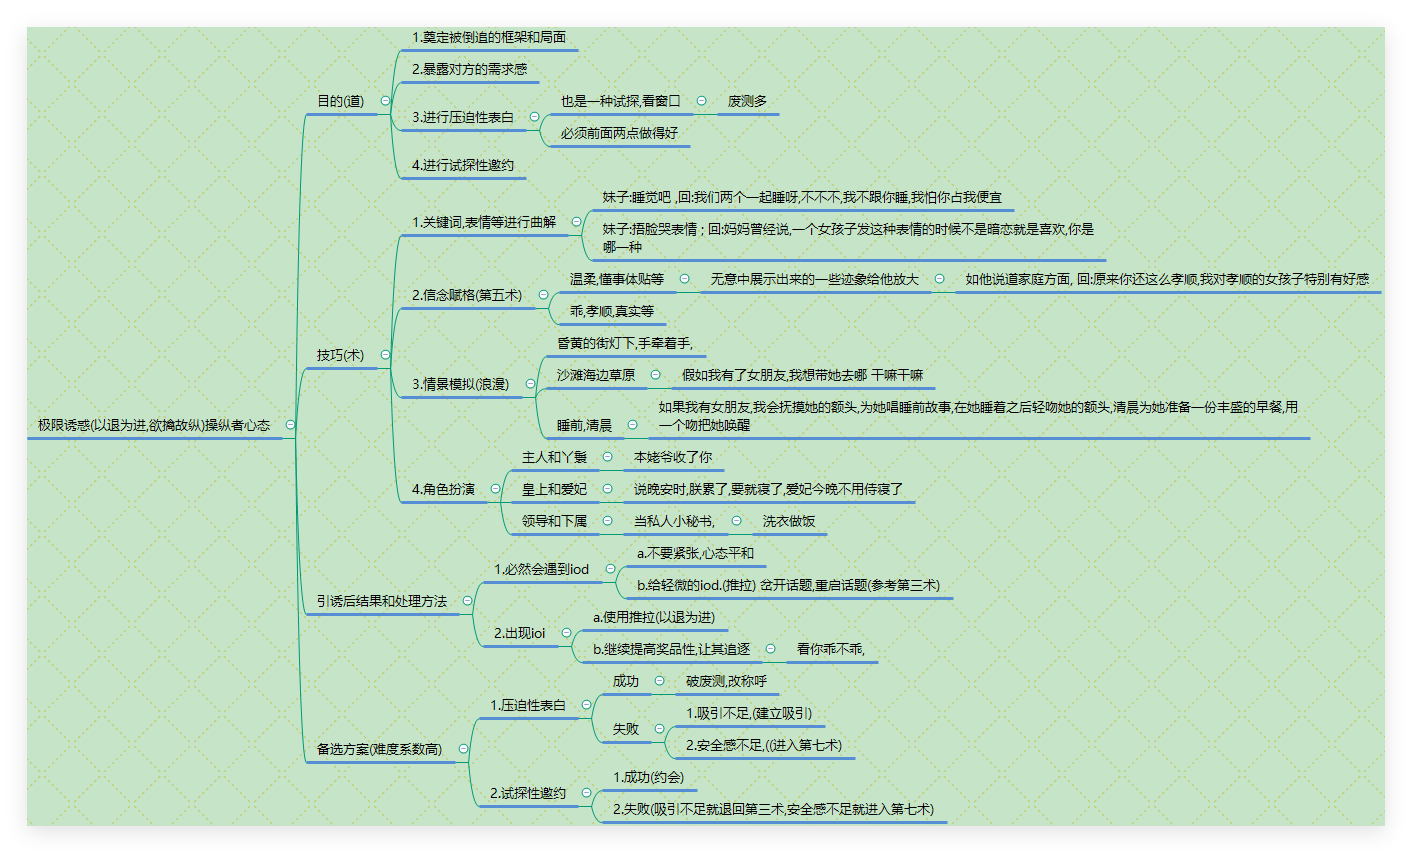 极限诱惑(以退为进,欲擒故纵)操纵者心态
目的(道)
1.奠定被倒追的框架和局面
2.暴露对方的需求感
3.进行压迫性表白
也是一种试探,看窗口
废测多
必须前面两点做得好
4.进行试探性邀约
技巧(术)
1.关键词,表情等进行曲解
妹子:睡觉吧 ,回:我们两个一起睡呀,不不不,我不跟你睡,我怕你占我便宜
妹子:捂脸哭表情 ; 回:妈妈曾经说,一个女孩子发这种表情的时候不是暗恋就是喜欢,你是
哪一种
2.信念赋格(第五术)
温柔,懂事体贴等
无意中展示出来的一些迹象给他放大
如他说道家庭方面, 回:原来你还这么孝顺,我对孝顺的女孩子特别有好感
乖,孝顺,真实等
3.情景模拟(浪漫)
昏黄的街灯下,手牵着手,
沙滩海边草原
假如我有了女朋友,我想带她去哪 干嘛干嘛
睡前,清晨
如果我有女朋友,我会抚摸她的额头,为她唱睡前故事,在她睡着之后轻吻她的额头,清晨为她准备一份丰盛的早餐,用
一个吻把她唤醒
4.角色扮演
主人和丫鬟
本姥爷收了你
皇上和爱妃
说晚安时,朕累了,要就寝了,爱妃今晚不用侍寝了
领导和下属
当私人小秘书,
洗衣做饭
引诱后结果和处理方法
1.必然会遇到iod
a.不要紧张,心态平和
b.给轻微的iod.(推拉) 岔开话题,重启话题(参考第三术)
2.出现ioi
a.使用推拉(以退为进)
b.继续提高奖品性,让其追逐
看你乖不乖,
备选方案(难度系数高)
1.压迫性表白
成功
破废测,改称呼
失败
1.吸引不足,(建立吸引)
2.安全感不足,((进入第七术)
2.试探性邀约
1.成功(约会)
2.失败(吸引不足就退回第三术,安全感不足就进入第七术)